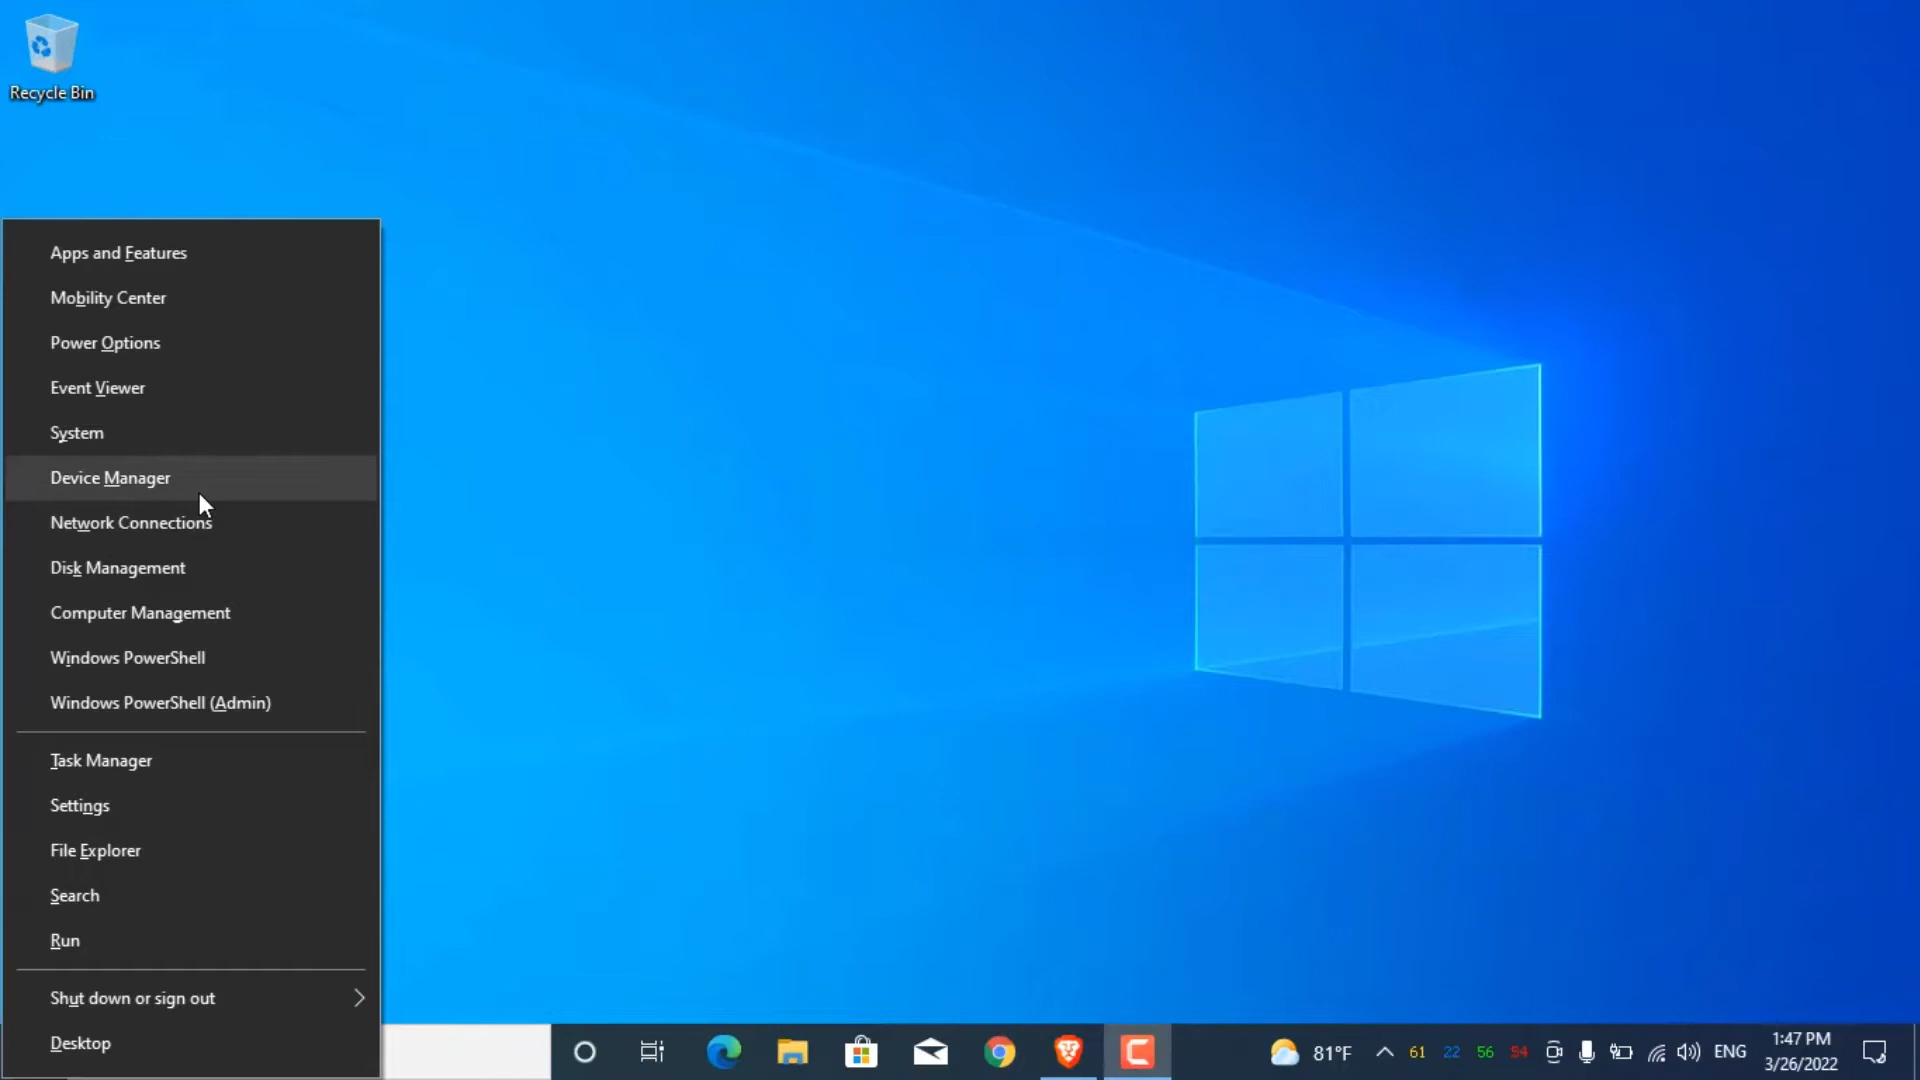 Recycle Bin
Apps and Features
Mobility Center
Power Options
Event Viewer
System
Device Manager
Network Connections
Disk Management
Computer Management
Windows PowerShell
Windows PowerShell (Admin)
Task Manager
Settings
File Explorer
Search
Run
Shut down or sign out
Desktop
81°F 61 22 56 54 ENG
1:47 PM
3/26/2022